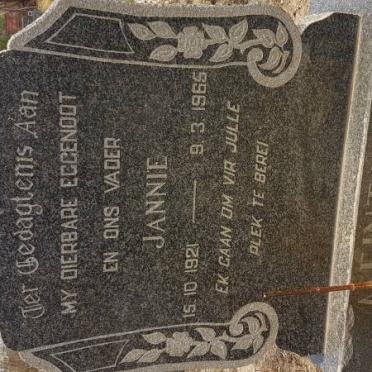 Ter Gedagtenis Aan
MY DIERBARE EGGENOOT
EN ONS VADER
JANNIE
15.10.1921 — 9.3.1965
EK GAAN OM VIR JULLE
PLEK TE BEREI